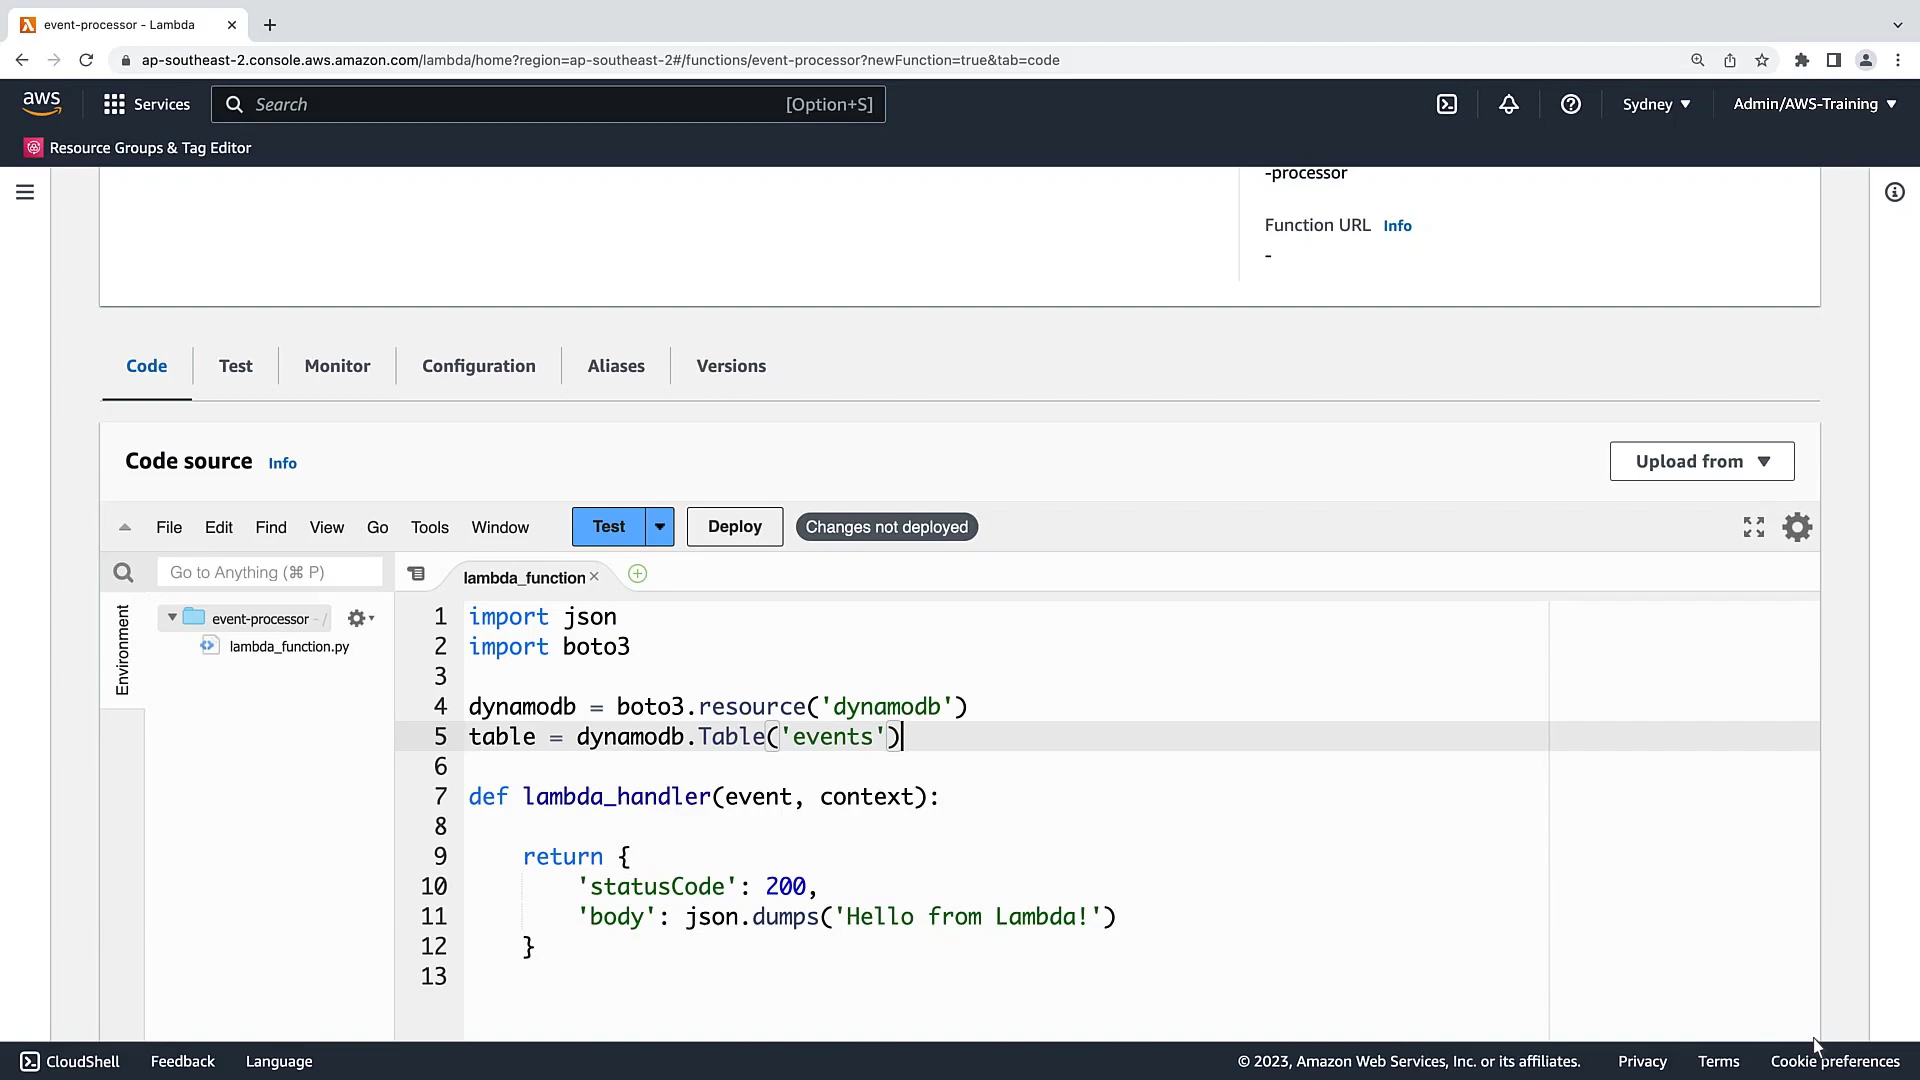 event-processor - Lambda
ap-southeast-2.console.aws.amazon.com/lambda/home?region=ap-southeast-2#/functions/event-processor?newFunction=true&tab=code
aws
Services
Search
[Option+S]
Sydney ▼
Admin/AWS-Training ▼
Resource Groups & Tag Editor
-processor
Function URL Info
-
Code
Test
Monitor
Configuration
Aliases
Versions
Code source Info
Upload from ▼
File Edit Find View Go Tools Window
Test
Deploy
Changes not deployed
Go to Anything (⌘ P)
lambda_function
Environment
event-processor - /
lambda_function.py
1 import json
2 import boto3
3
4 dynamodb = boto3.resource('dynamodb')
5 table = dynamodb.Table('events')
6
7 def lambda_handler(event, context):
8
9     return {
10         'statusCode': 200,
11         'body': json.dumps('Hello from Lambda!')
12     }
13
CloudShell
Feedback
Language
© 2023, Amazon Web Services, Inc. or its affiliates.
Privacy
Terms
Cookie preferences